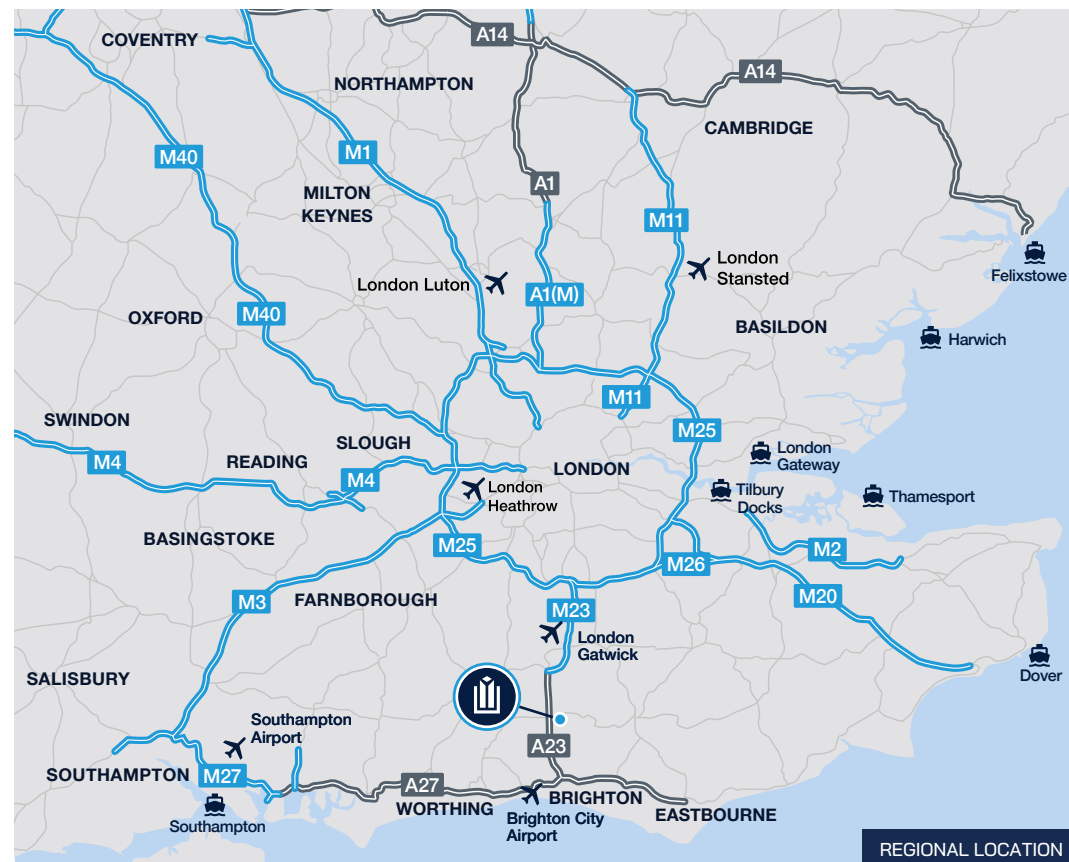 COVENTRY
A14
NORTHAMPTON
A14
CAMBRIDGE
M40
M1
A1
MILTON
KEYNES
M11
London Luton
London
Stansted
A1(M)
Felixstowe
OXFORD
M40
BASILDON
Harwich
SWINDON
M11
M25
SLOUGH
READING
M4
M4
LONDON
London
Gateway
London
Heathrow
Tilbury
Docks
Thamesport
BASINGSTOKE
M25
M2
M26
M20
M3
FARNBOROUGH
M23
London
Gatwick
SALISBURY
Dover
Southampton
Airport
A23
SOUTHAMPTON
M27
A27
WORTHING
BRIGHTON
EASTBOURNE
Southampton
Brighton City
Airport
REGIONAL LOCATION